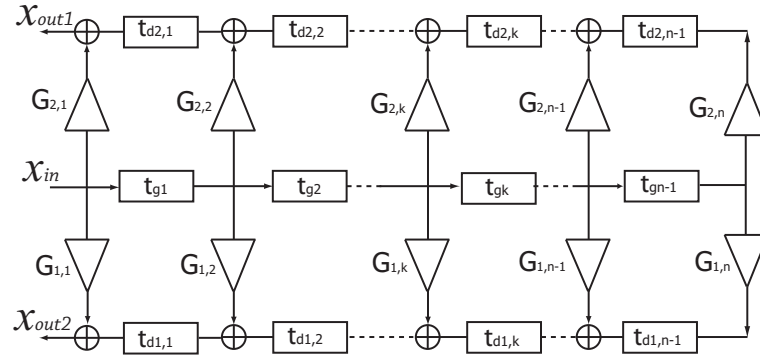 xout1 td2,1 td2,2 td2,k td2,n-1
G2,1 G2,2 G2,k G2,n-1 G2,n
xin tg1 tg2 tgk tgn-1
G1,1 G1,2 G1,k G1,n-1 G1,n
xout2 td1,1 td1,2 td1,k td1,n-1